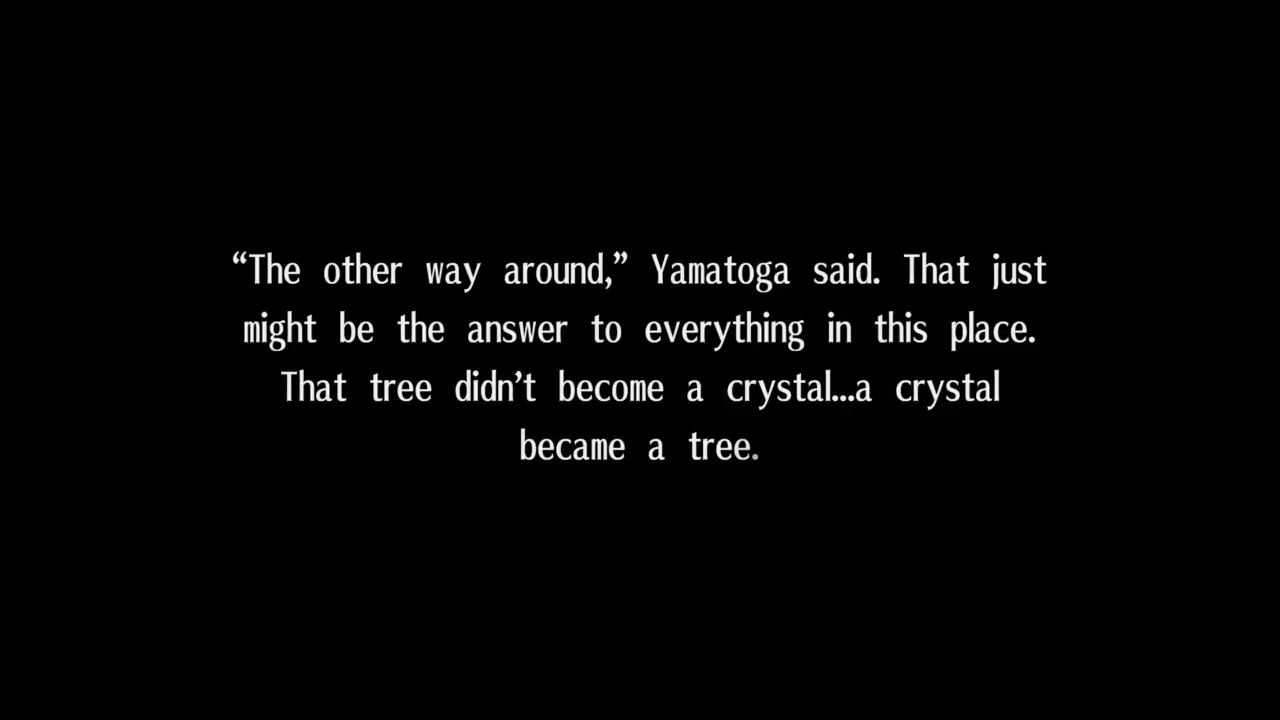 “The other way around,” Yamatoga said. That just
might be the answer to everything in this place.
That tree didn’t become a crystal...a crystal
became a tree.